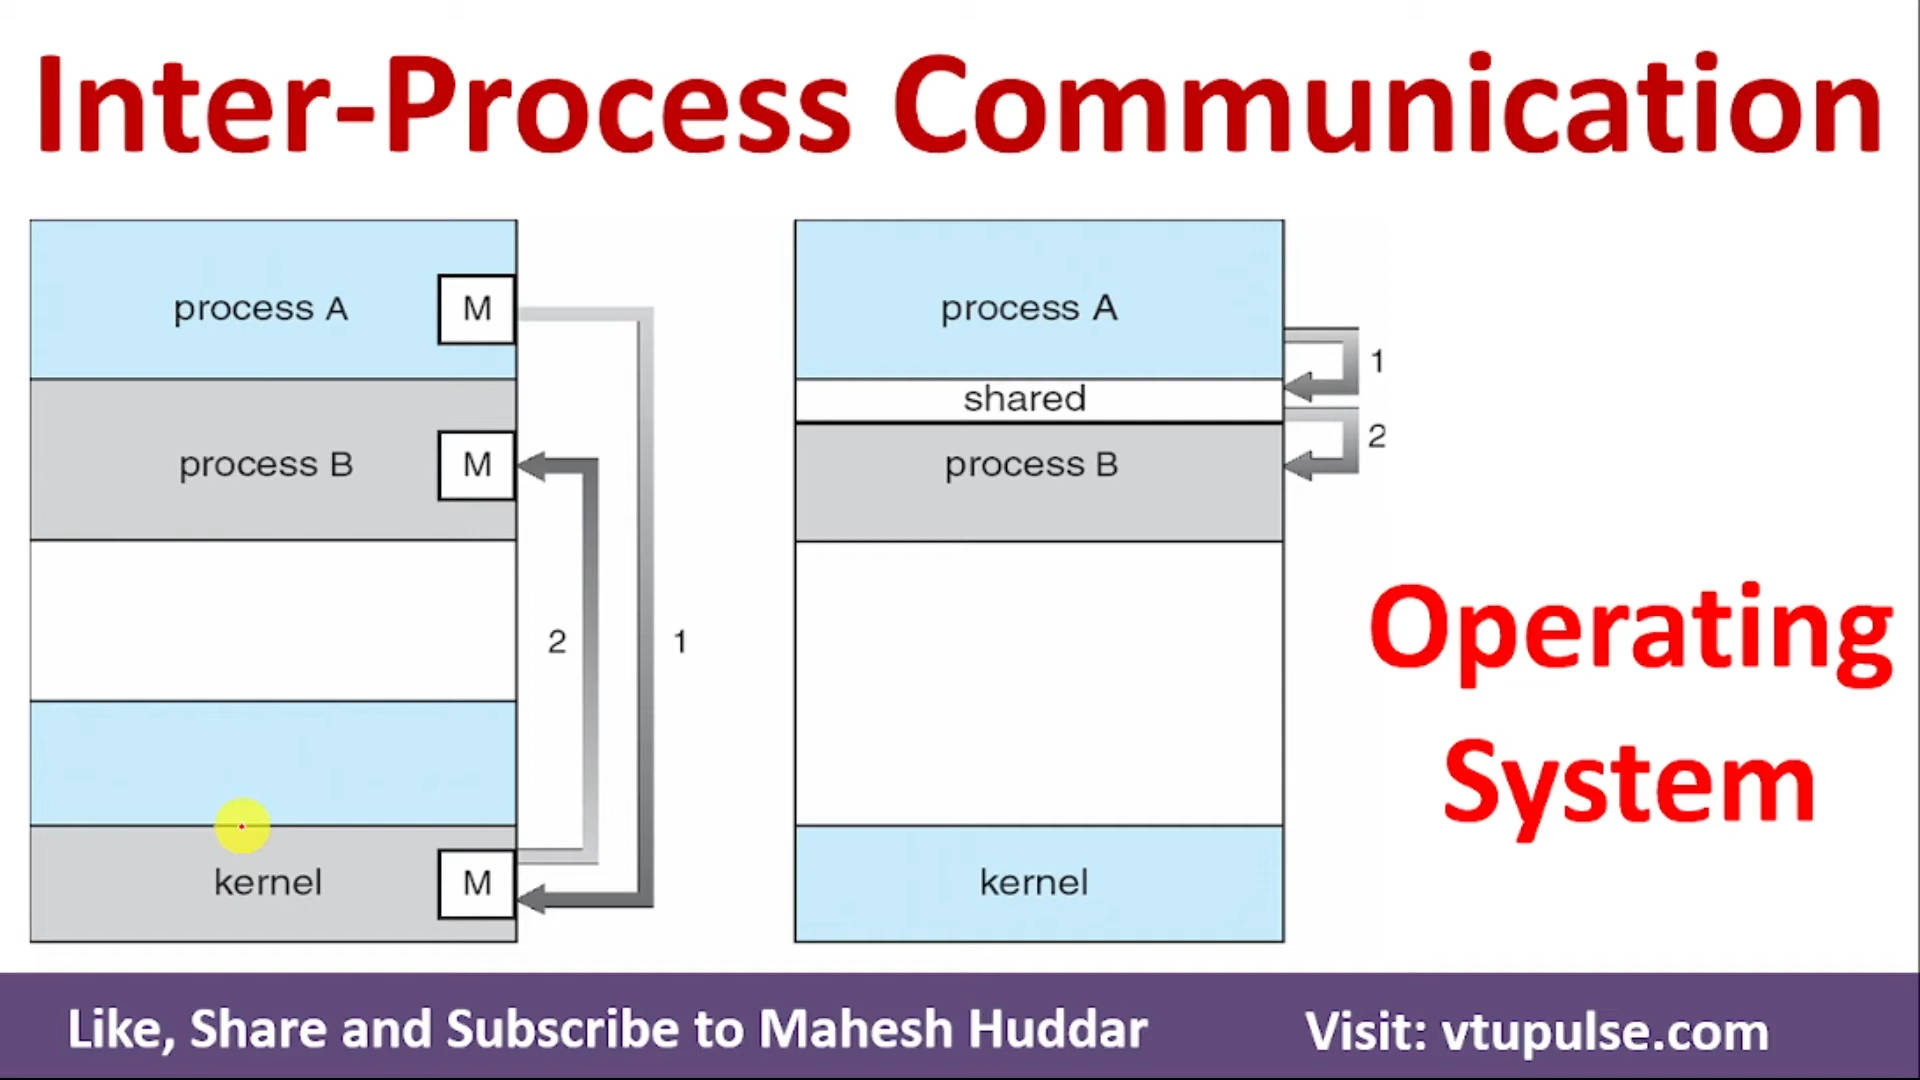 Inter-Process Communication
process A
M
process B
M
2
1
kernel
M
process A
1
shared
2
process B
kernel
Operating
System
Like, Share and Subscribe to Mahesh Huddar
Visit: vtupulse.com